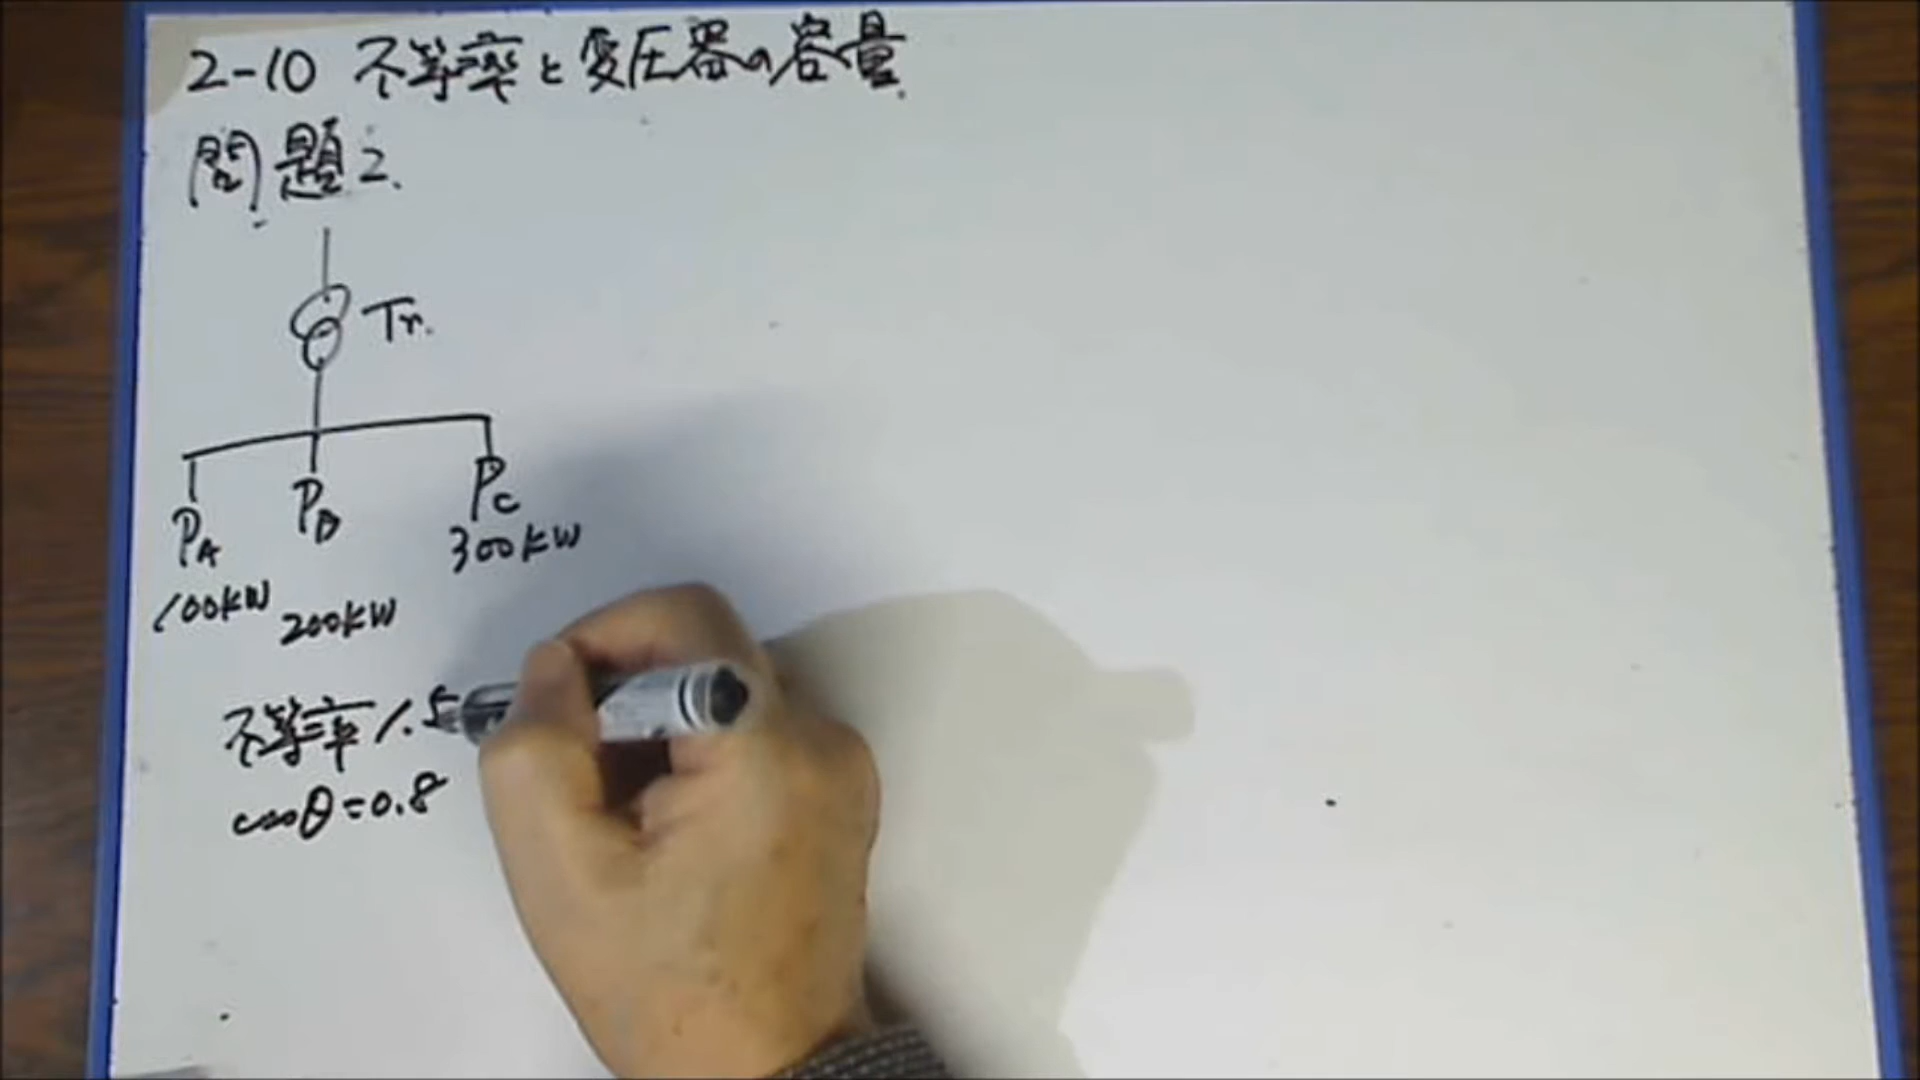 2-10 不等率と変圧器の容量.
問題2.
Tr.
PA PB PC
100kW 200kW 300kW
不等率 1.5
cosθ=0.8